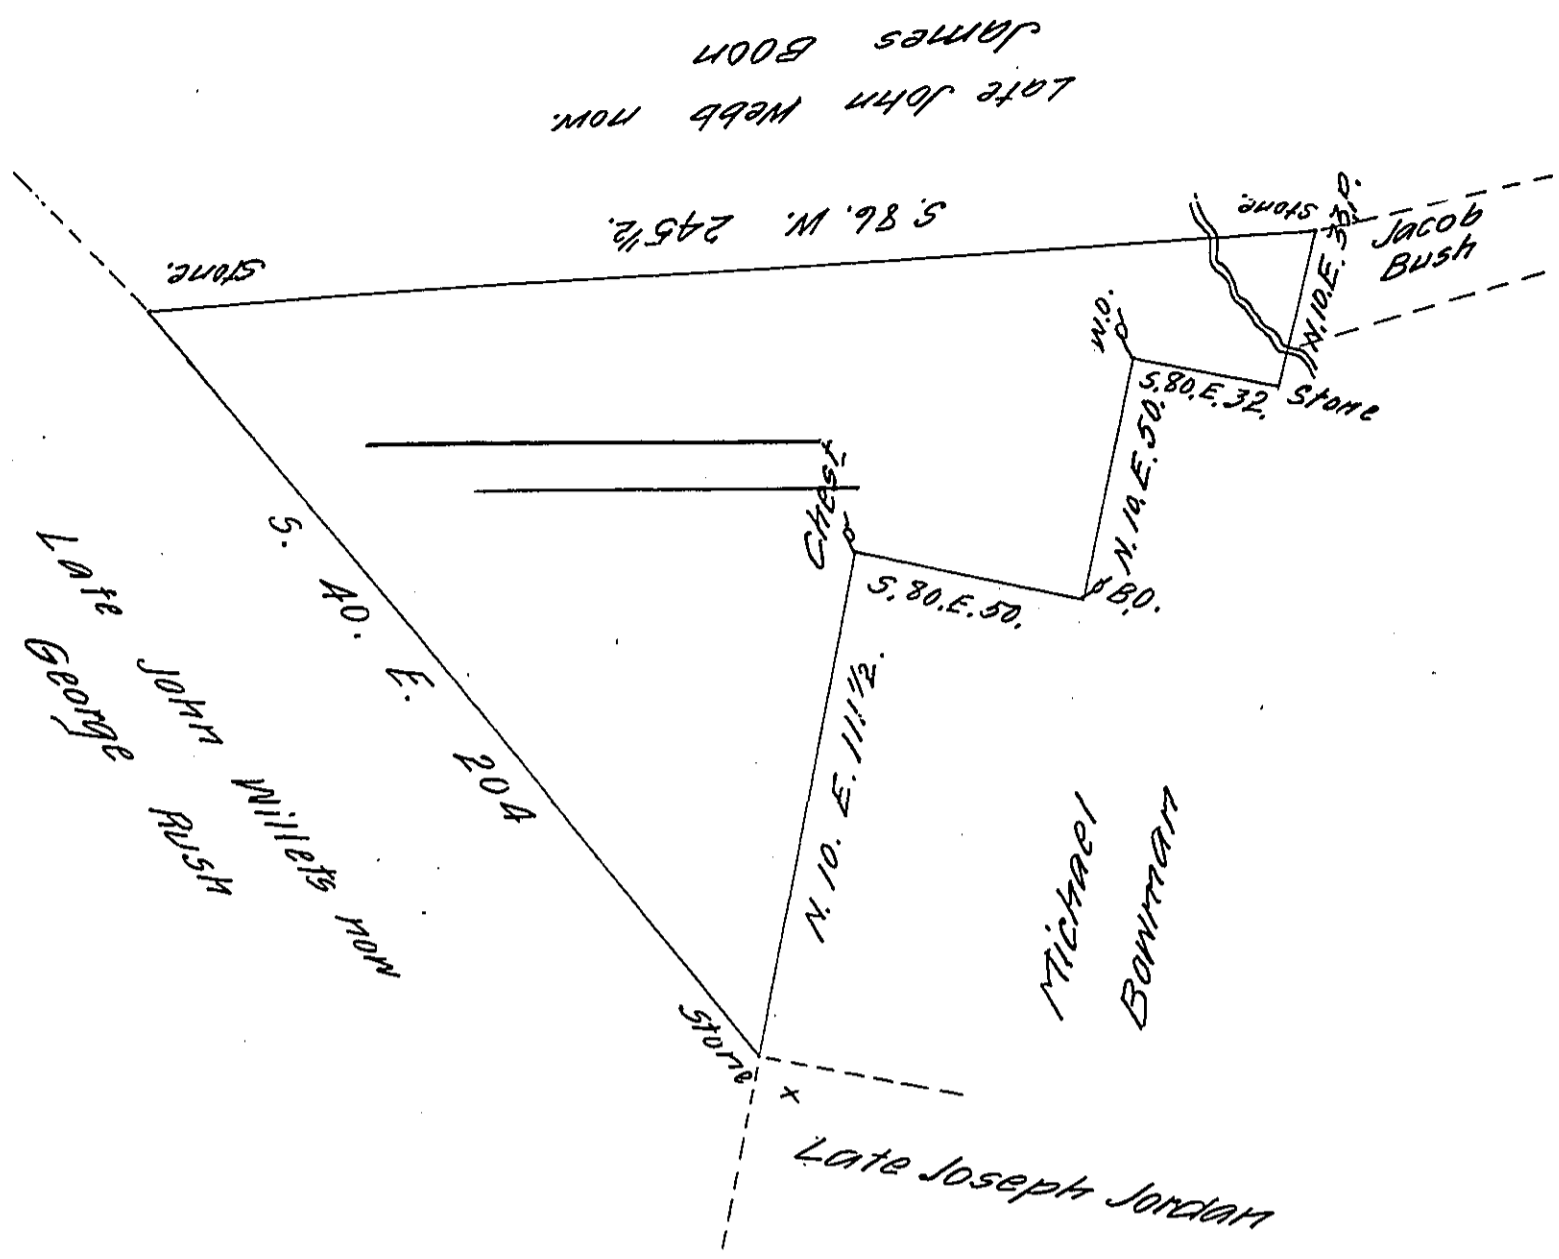 James Boon
Late John Webb now.
S. 86. W. 245½.
Stone.
Stone.
N. 10. E. 33. P.
Jacob
Bush
W.O.
S. 80. E. 32.
Stone
N. 10. E. 50.
Chest.
S. 80. E. 50.
B.O.
S. 40. E. 204
Late John Willets now
George Rush
N. 10. E. 111½.
Michael
Bowman
Stone
x
Late Joseph Jordan